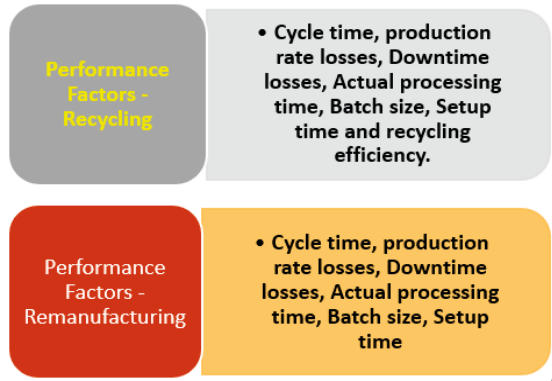 Performance
Factors -
Recycling
• Cycle time, production
rate losses, Downtime
losses, Actual processing
time, Batch size, Setup
time and recycling
efficiency.
Performance
Factors -
Remanufacturing
• Cycle time, production
rate losses, Downtime
losses, Actual processing
time, Batch size, Setup
time